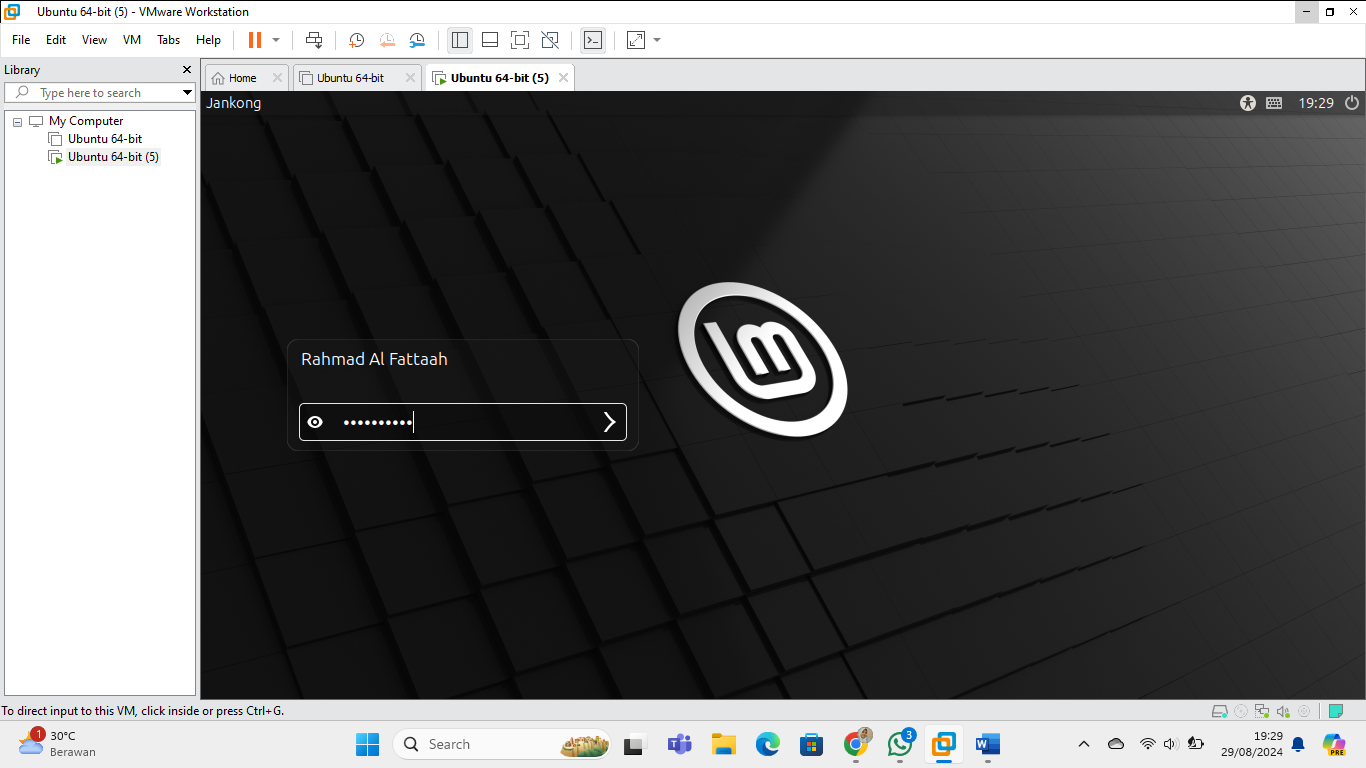 Ubuntu 64-bit (5) - VMware Workstation
File Edit View VM Tabs Help
Library
Home
Ubuntu 64-bit
Ubuntu 64-bit (5)
Type here to search
My Computer
Ubuntu 64-bit
Ubuntu 64-bit (5)
Jankong
19:29
Rahmad Al Fattaah
To direct input to this VM, click inside or press Ctrl+G.
1
30°C
Berawan
Search
3
19:29
29/08/2024
PRE